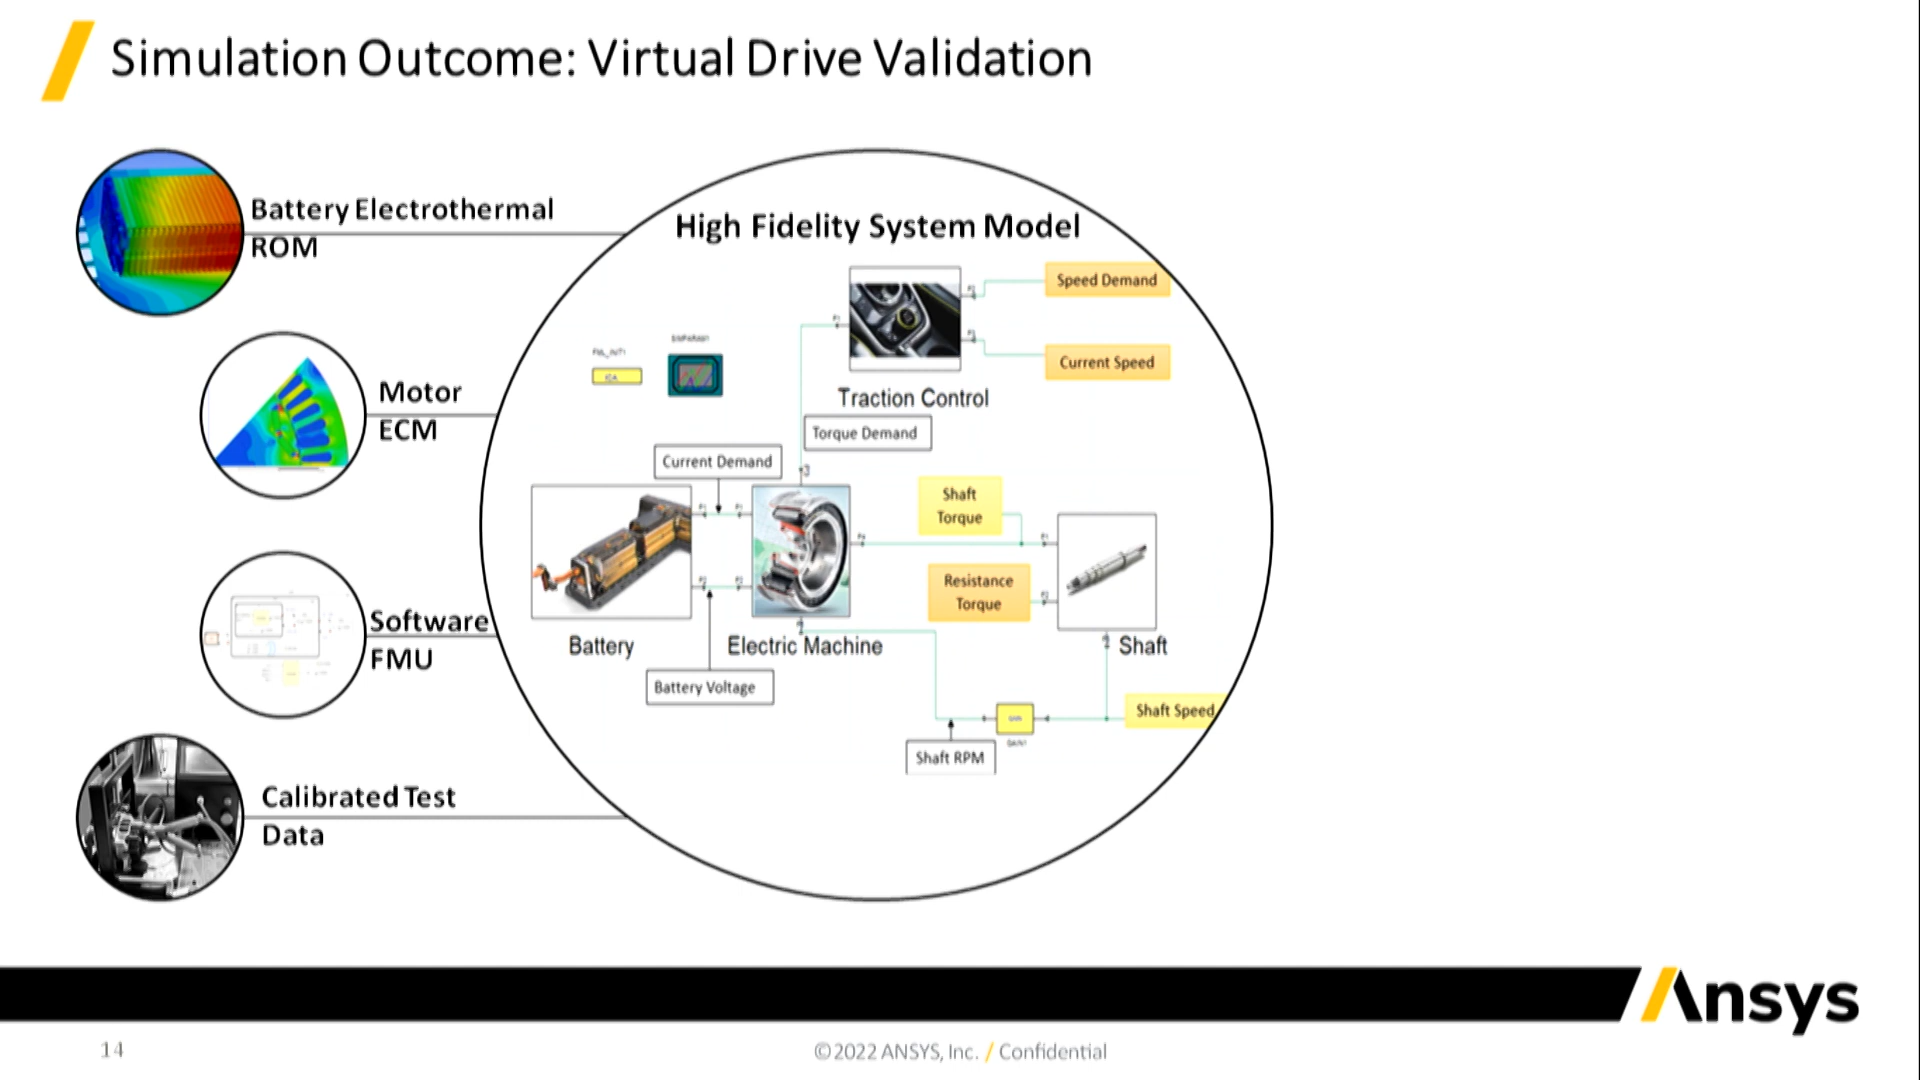 Simulation Outcome: Virtual Drive Validation
Battery Electrothermal
ROM
Motor
ECM
Software
FMU
Calibrated Test
Data
High Fidelity System Model
Speed Demand
Current Speed
Traction Control
Torque Demand
Current Demand
Shaft
Torque
Resistance
Torque
Battery
Electric Machine
Shaft
Battery Voltage
Shaft Speed
Shaft RPM
Ansys
14
©2022 ANSYS, Inc. / Confidential